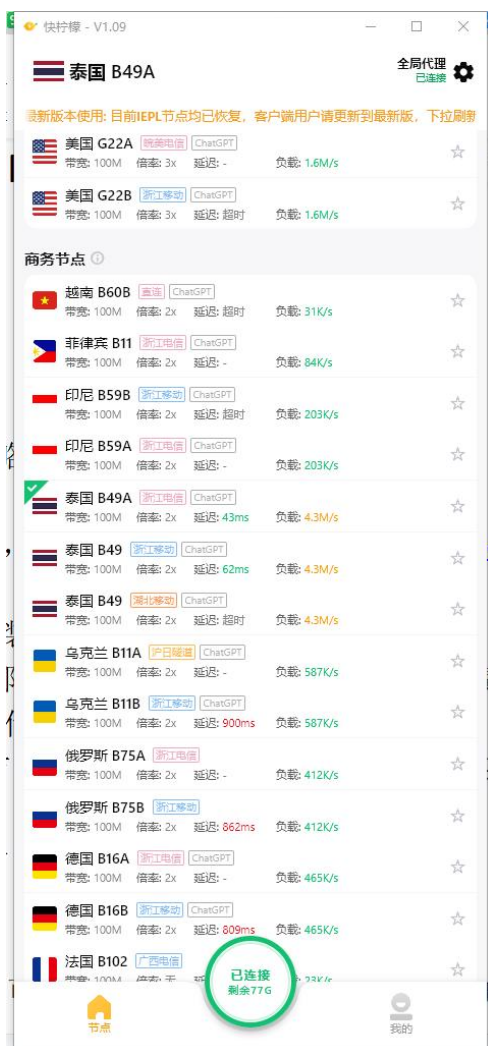 快柠檬 - V1.09
泰国 B49A
全局代理
已连接
最新版本使用: 目前IEPL节点均已恢复，客户端用户请更新到最新版，下拉刷新
美国 G22A 皖美电信 ChatGPT
带宽: 100M 倍率: 3x 延迟: - 负载: 1.6M/s
美国 G22B 浙江移动 ChatGPT
带宽: 100M 倍率: 3x 延迟: 超时 负载: 1.6M/s
商务节点
越南 B60B 直连 ChatGPT
带宽: 100M 倍率: 2x 延迟: 超时 负载: 31K/s
菲律宾 B11 浙江电信 ChatGPT
带宽: 100M 倍率: 2x 延迟: - 负载: 84K/s
印尼 B59B 浙江移动 ChatGPT
带宽: 100M 倍率: 2x 延迟: 超时 负载: 203K/s
印尼 B59A 浙江电信 ChatGPT
带宽: 100M 倍率: 2x 延迟: - 负载: 203K/s
泰国 B49A 浙江电信 ChatGPT
带宽: 100M 倍率: 2x 延迟: 43ms 负载: 4.3M/s
泰国 B49 浙江移动 ChatGPT
带宽: 100M 倍率: 2x 延迟: 62ms 负载: 4.3M/s
泰国 B49 湖北移动 ChatGPT
带宽: 100M 倍率: 2x 延迟: 超时 负载: 4.3M/s
乌克兰 B11A 沪日隧道 ChatGPT
带宽: 100M 倍率: 2x 延迟: - 负载: 587K/s
乌克兰 B11B 浙江移动 ChatGPT
带宽: 100M 倍率: 2x 延迟: 900ms 负载: 587K/s
俄罗斯 B75A 浙江电信
带宽: 100M 倍率: 2x 延迟: - 负载: 412K/s
俄罗斯 B75B 浙江移动
带宽: 100M 倍率: 2x 延迟: 862ms 负载: 412K/s
德国 B16A 浙江电信 ChatGPT
带宽: 100M 倍率: 2x 延迟: - 负载: 465K/s
德国 B16B 浙江移动 ChatGPT
带宽: 100M 倍率: 2x 延迟: 809ms 负载: 465K/s
法国 B102 广西电信
带宽: 100M 倍率: 无 23K/s
已连接
剩余77G
节点
我的